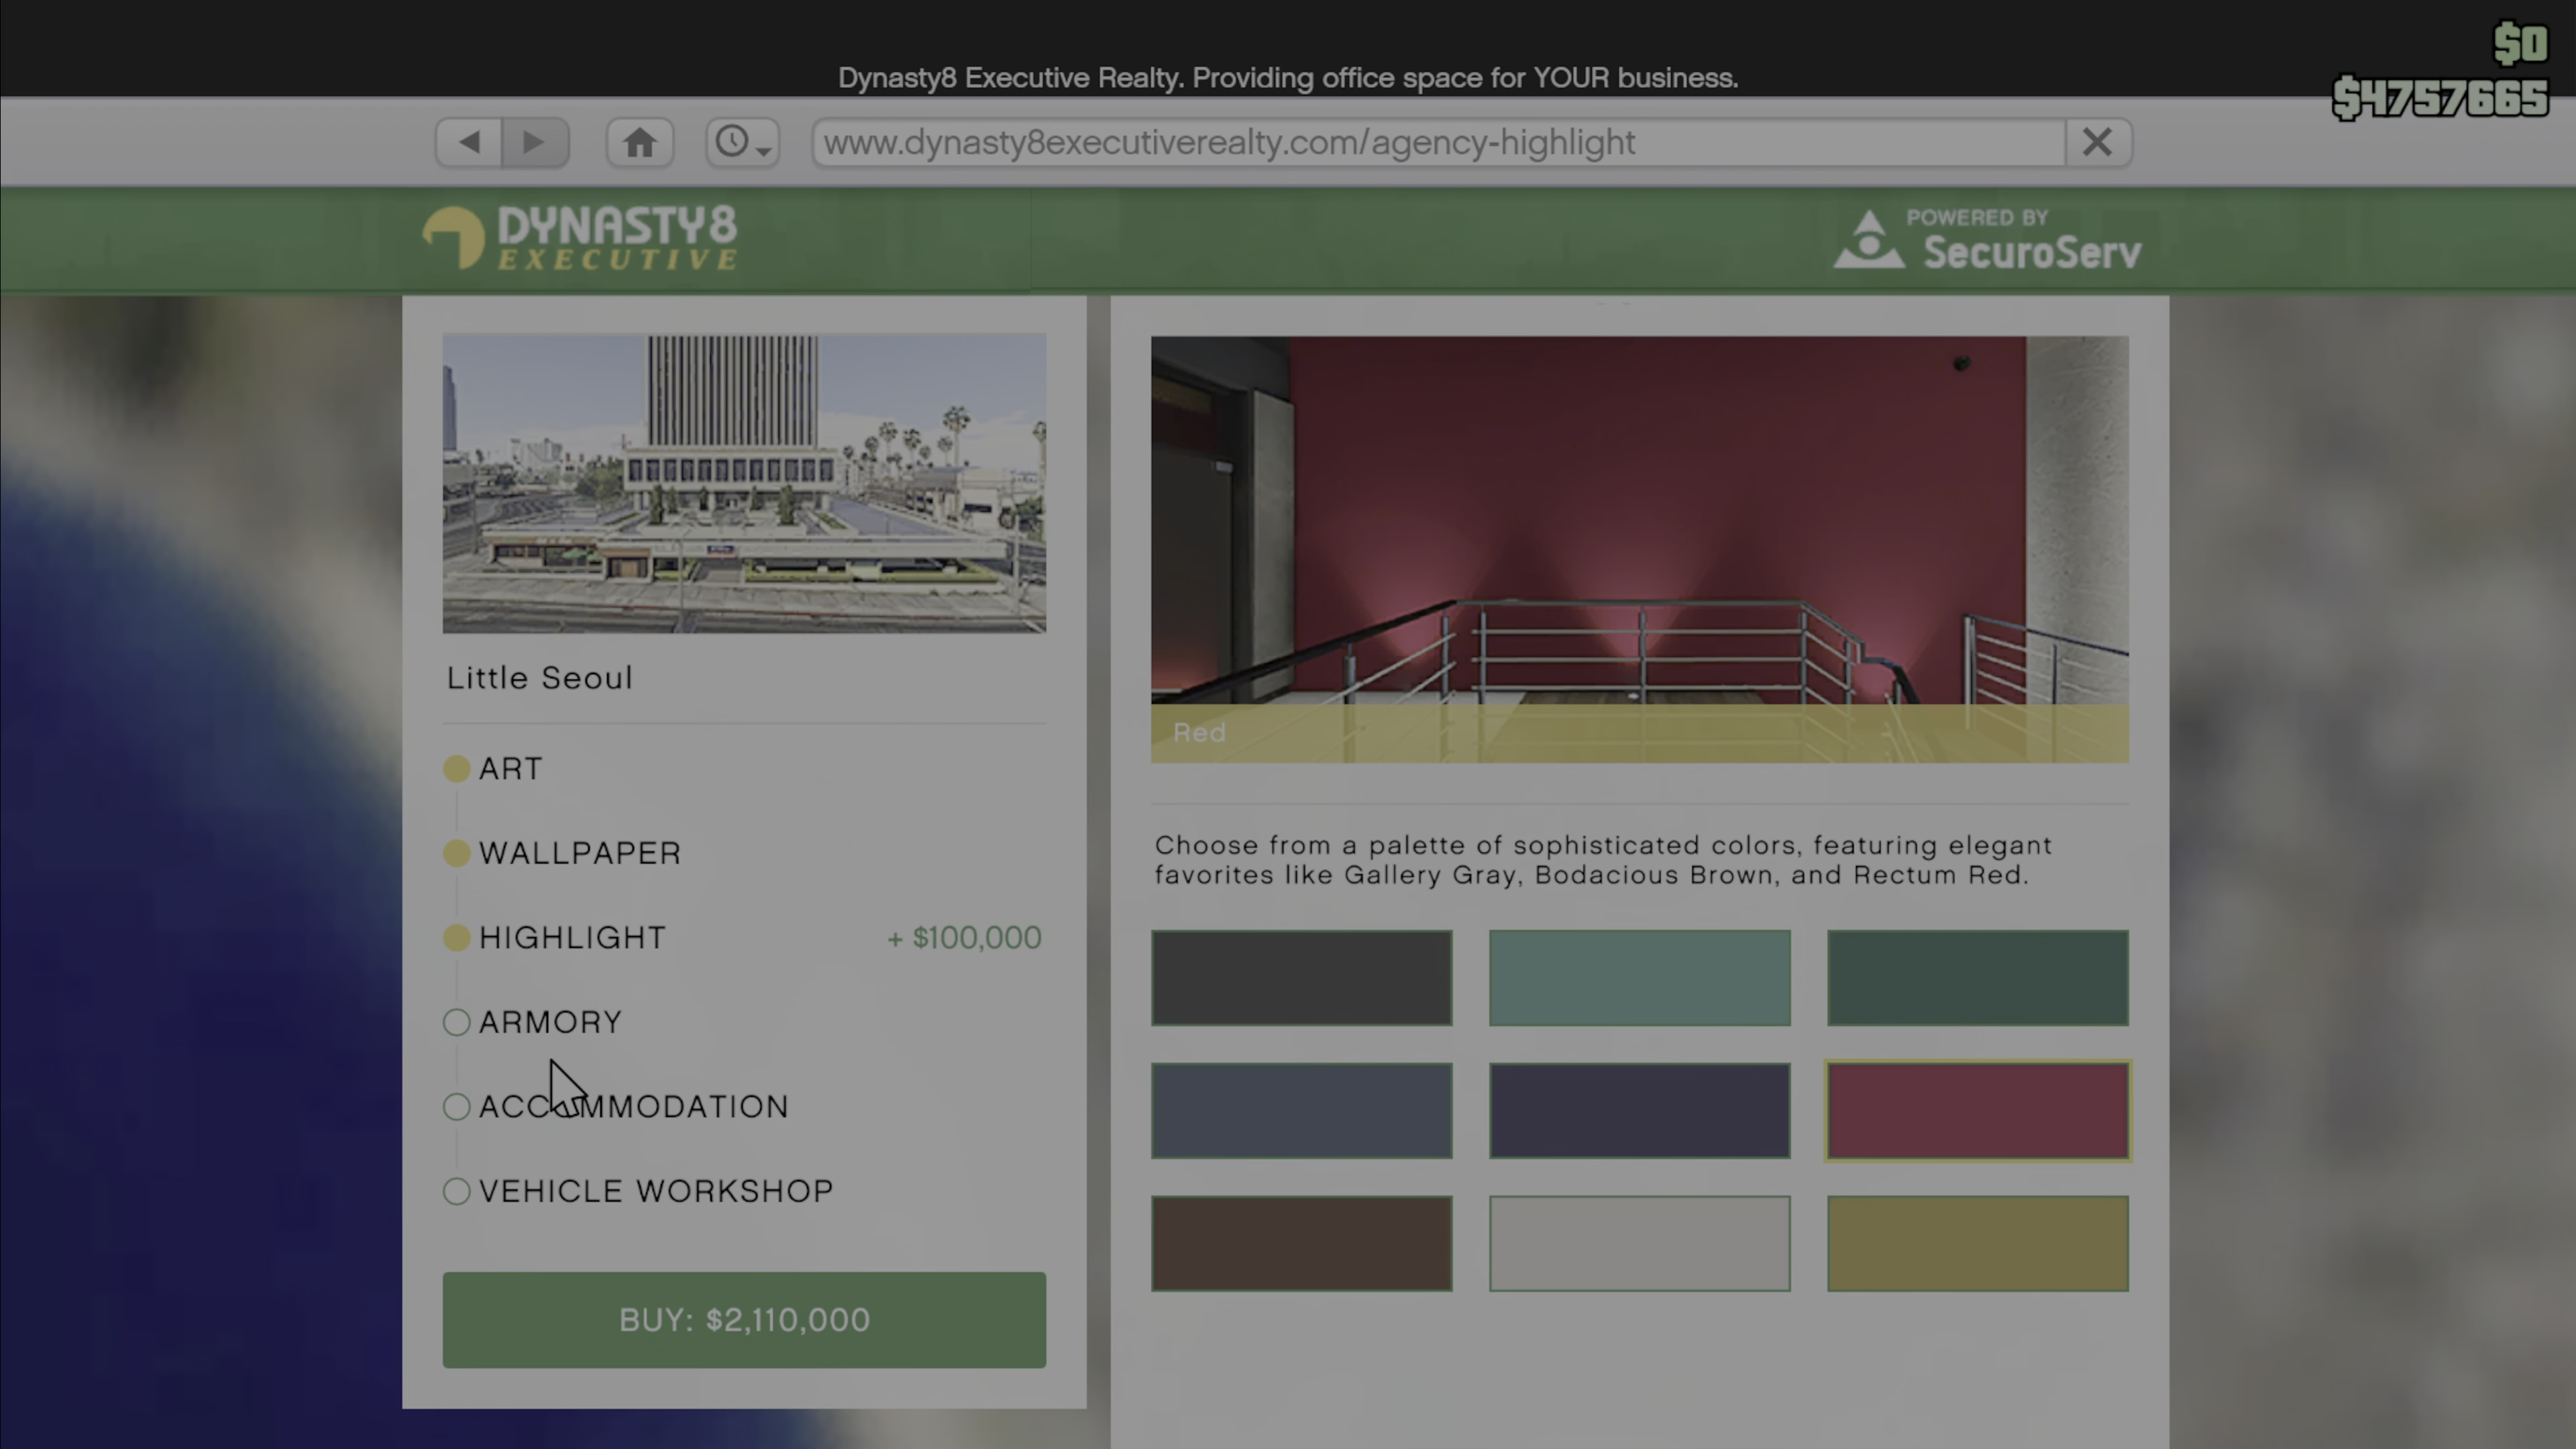 $0
$4757665
Dynasty8 Executive Realty. Providing office space for YOUR business.
www.dynasty8executiverealty.com/agency-highlight
DYNASTY8
EXECUTIVE
POWERED BY
SecuroServ
Little Seoul
ART
WALLPAPER
HIGHLIGHT + $100,000
ARMORY
ACCOMMODATION
VEHICLE WORKSHOP
BUY: $2,110,000
Red
Choose from a palette of sophisticated colors, featuring elegant
favorites like Gallery Gray, Bodacious Brown, and Rectum Red.